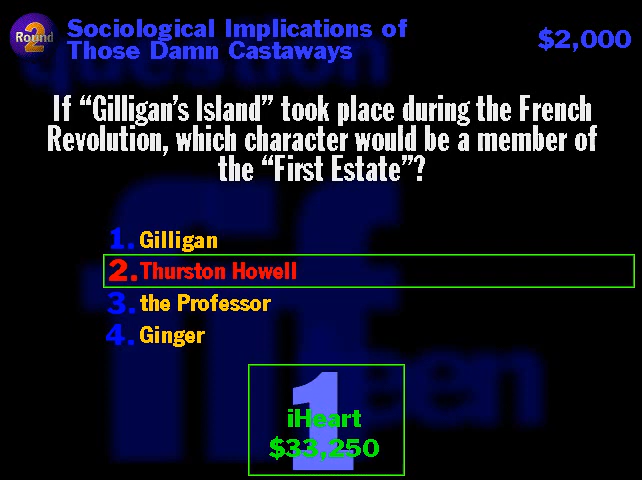 Round 2
Sociological Implications of
Those Damn Castaways
$2,000
question
If “Gilligan’s Island” took place during the French
Revolution, which character would be a member of
the “First Estate”?
1. Gilligan
2. Thurston Howell
3. the Professor
4. Ginger
fifteen
1
iHeart
$33,250